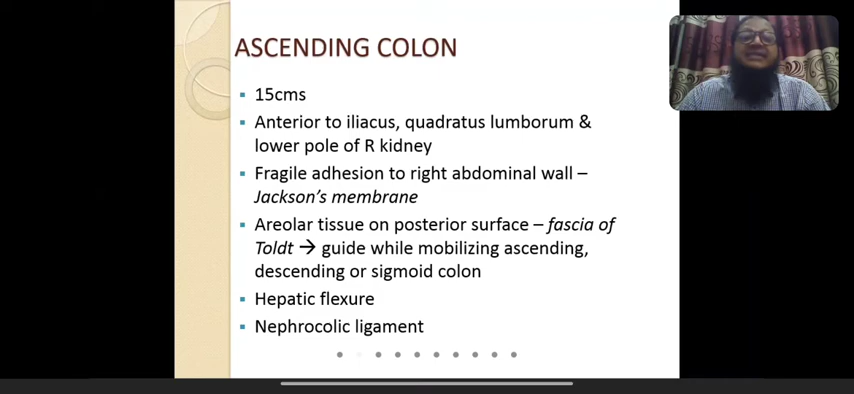 ASCENDING COLON
▪ 15cms
▪ Anterior to iliacus, quadratus lumborum &
lower pole of R kidney
▪ Fragile adhesion to right abdominal wall –
Jackson's membrane
▪ Areolar tissue on posterior surface – fascia of
Toldt → guide while mobilizing ascending,
descending or sigmoid colon
▪ Hepatic flexure
▪ Nephrocolic ligament